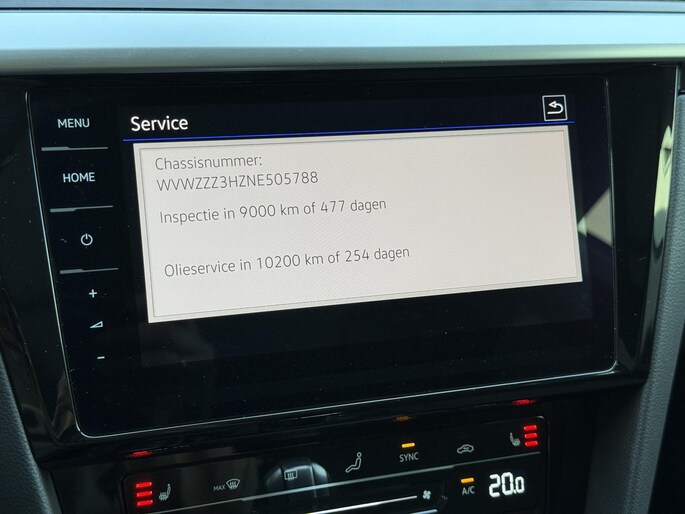 MENU
Service
Chassisnummer:
WVWZZZ3HZNE505788
HOME
Inspectie in 9000 km of 477 dagen
Olieservice in 10200 km of 254 dagen
+
-
SYNC
MAX
A/C
20.0